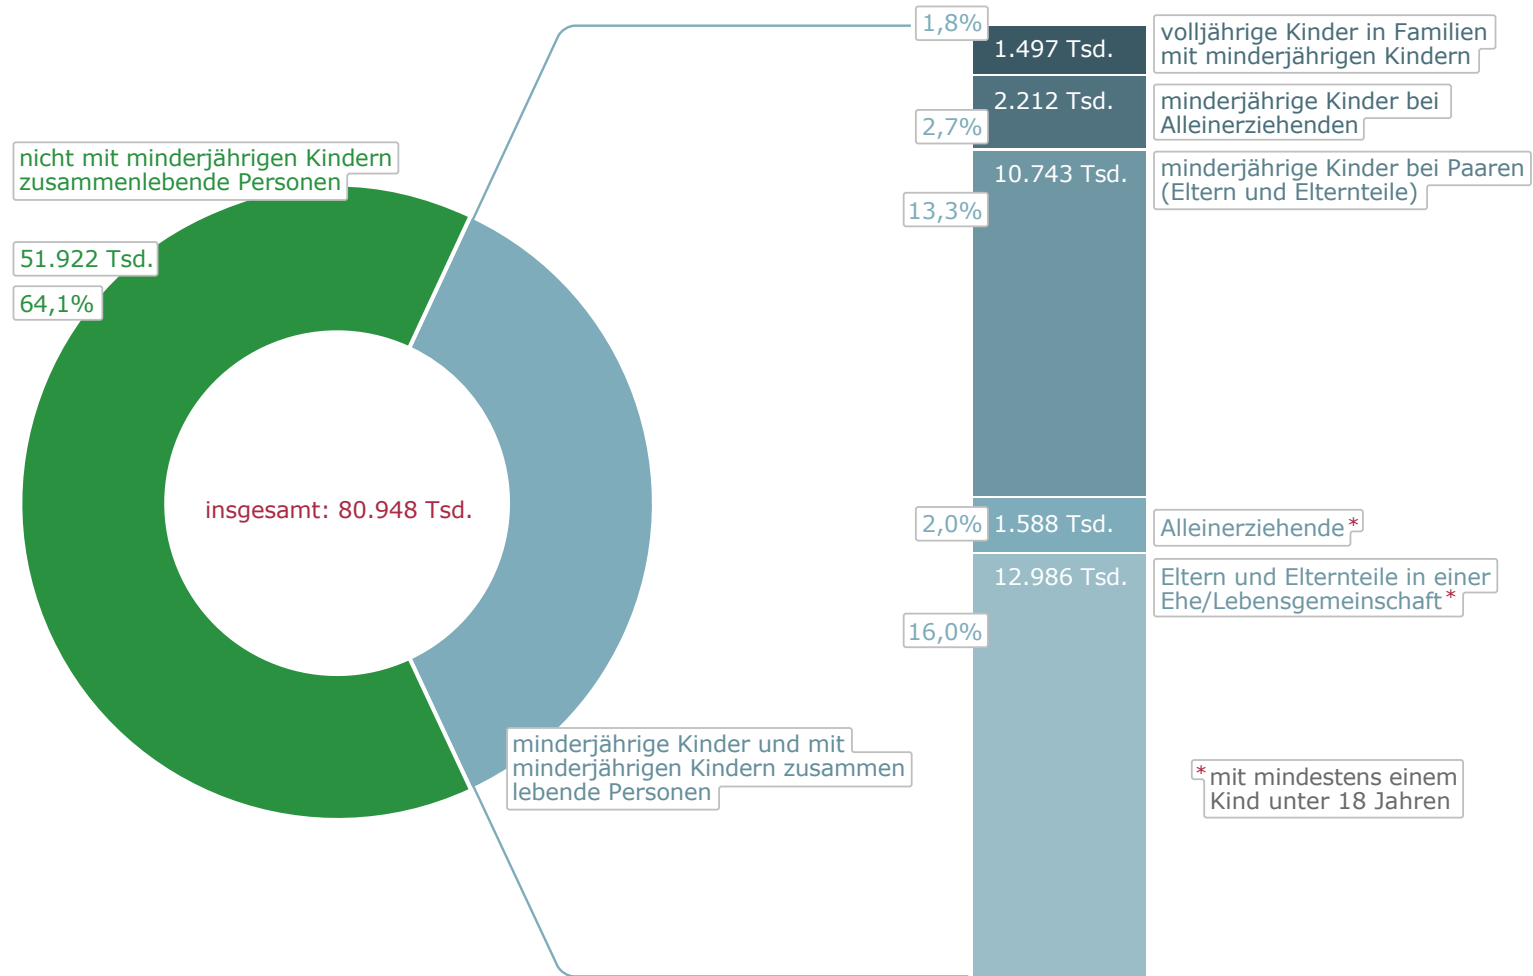 nicht mit minderjährigen Kindern
zusammenlebende Personen
51.922 Tsd.
64,1%
insgesamt: 80.948 Tsd.
minderjährige Kinder und mit
minderjährigen Kindern zusammen
lebende Personen
1,8%
1.497 Tsd.
volljährige Kinder in Familien
mit minderjährigen Kindern
2,7%
2.212 Tsd.
minderjährige Kinder bei
Alleinerziehenden
13,3%
10.743 Tsd.
minderjährige Kinder bei Paaren
(Eltern und Elternteile)
2,0%
1.588 Tsd.
Alleinerziehende*
16,0%
12.986 Tsd.
Eltern und Elternteile in einer
Ehe/Lebensgemeinschaft*
*mit mindestens einem
Kind unter 18 Jahren